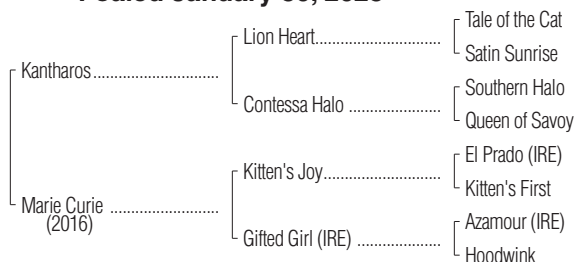 Foaled January 30, 2023
Tale of the Cat
Lion Heart
Satin Sunrise
Kantharos
Southern Halo
Contessa Halo
Queen of Savoy
El Prado (IRE)
Kitten's Joy
Kitten's First
Marie Curie
(2016)
Azamour (IRE)
Gifted Girl (IRE)
Hoodwink